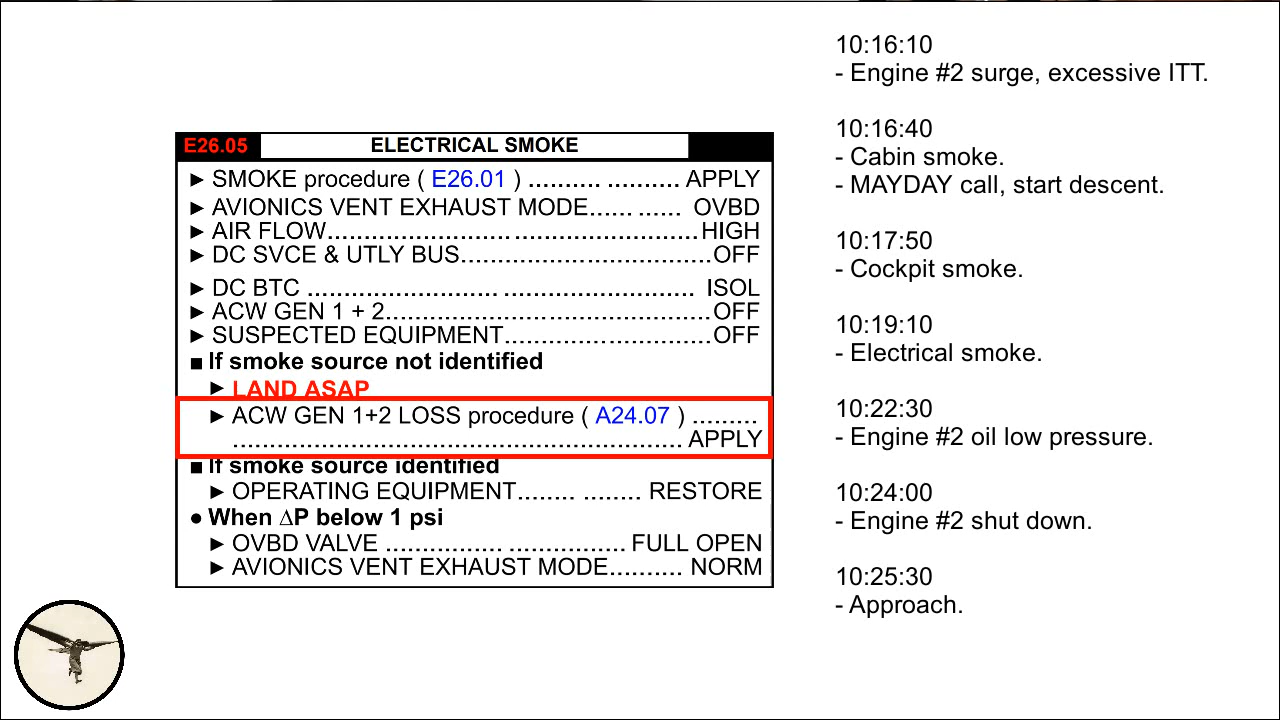 E26.05 ELECTRICAL SMOKE
► SMOKE procedure ( E26.01 ) .......... .......... APPLY
► AVIONICS VENT EXHAUST MODE...... ...... OVBD
► AIR FLOW.....................................................HIGH
► DC SVCE & UTLY BUS....................................OFF
► DC BTC ........................ ........................ ISOL
► ACW GEN 1 + 2..............................................OFF
► SUSPECTED EQUIPMENT..............................OFF
■ If smoke source not identified
► LAND ASAP
► ACW GEN 1+2 LOSS procedure ( A24.07 ) .........
................................................................ APPLY
■ If smoke source identified
► OPERATING EQUIPMENT........ ........ RESTORE
● When ∆P below 1 psi
► OVBD VALVE ................ ................ FULL OPEN
► AVIONICS VENT EXHAUST MODE.......... NORM
10:16:10
- Engine #2 surge, excessive ITT.
10:16:40
- Cabin smoke.
- MAYDAY call, start descent.
10:17:50
- Cockpit smoke.
10:19:10
- Electrical smoke.
10:22:30
- Engine #2 oil low pressure.
10:24:00
- Engine #2 shut down.
10:25:30
- Approach.